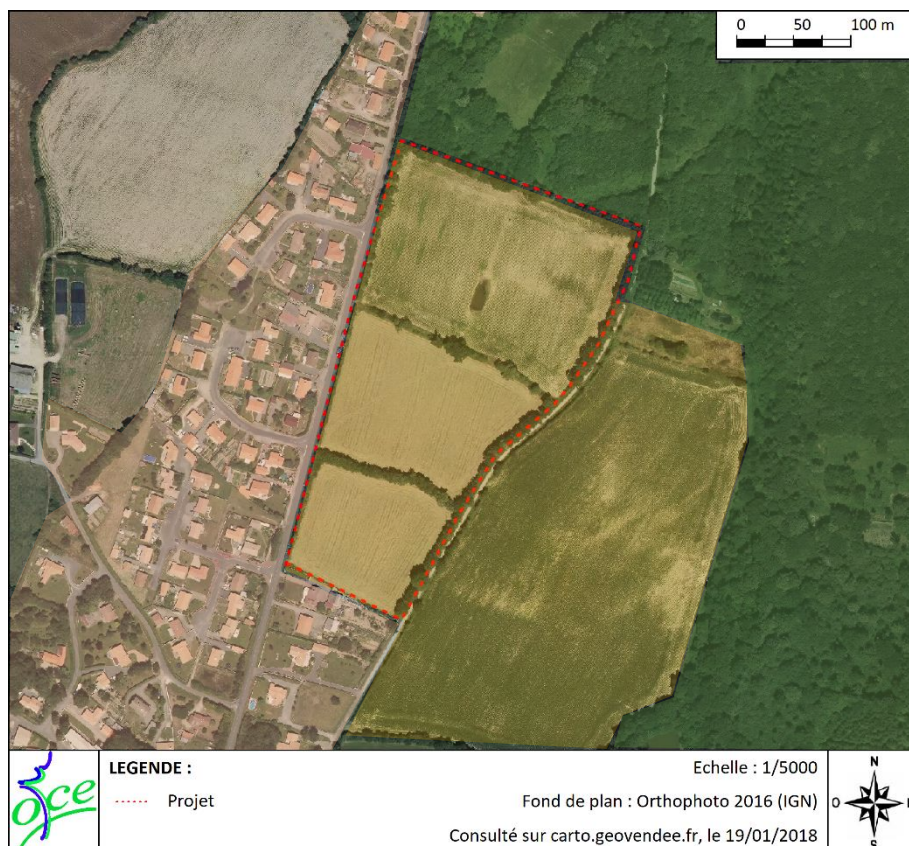 0 50 100 m
LEGENDE :
Projet
Echelle : 1/5000
Fond de plan : Orthophoto 2016 (IGN)
Consulté sur carto.geovendee.fr, le 19/01/2018
oce
N
O
S